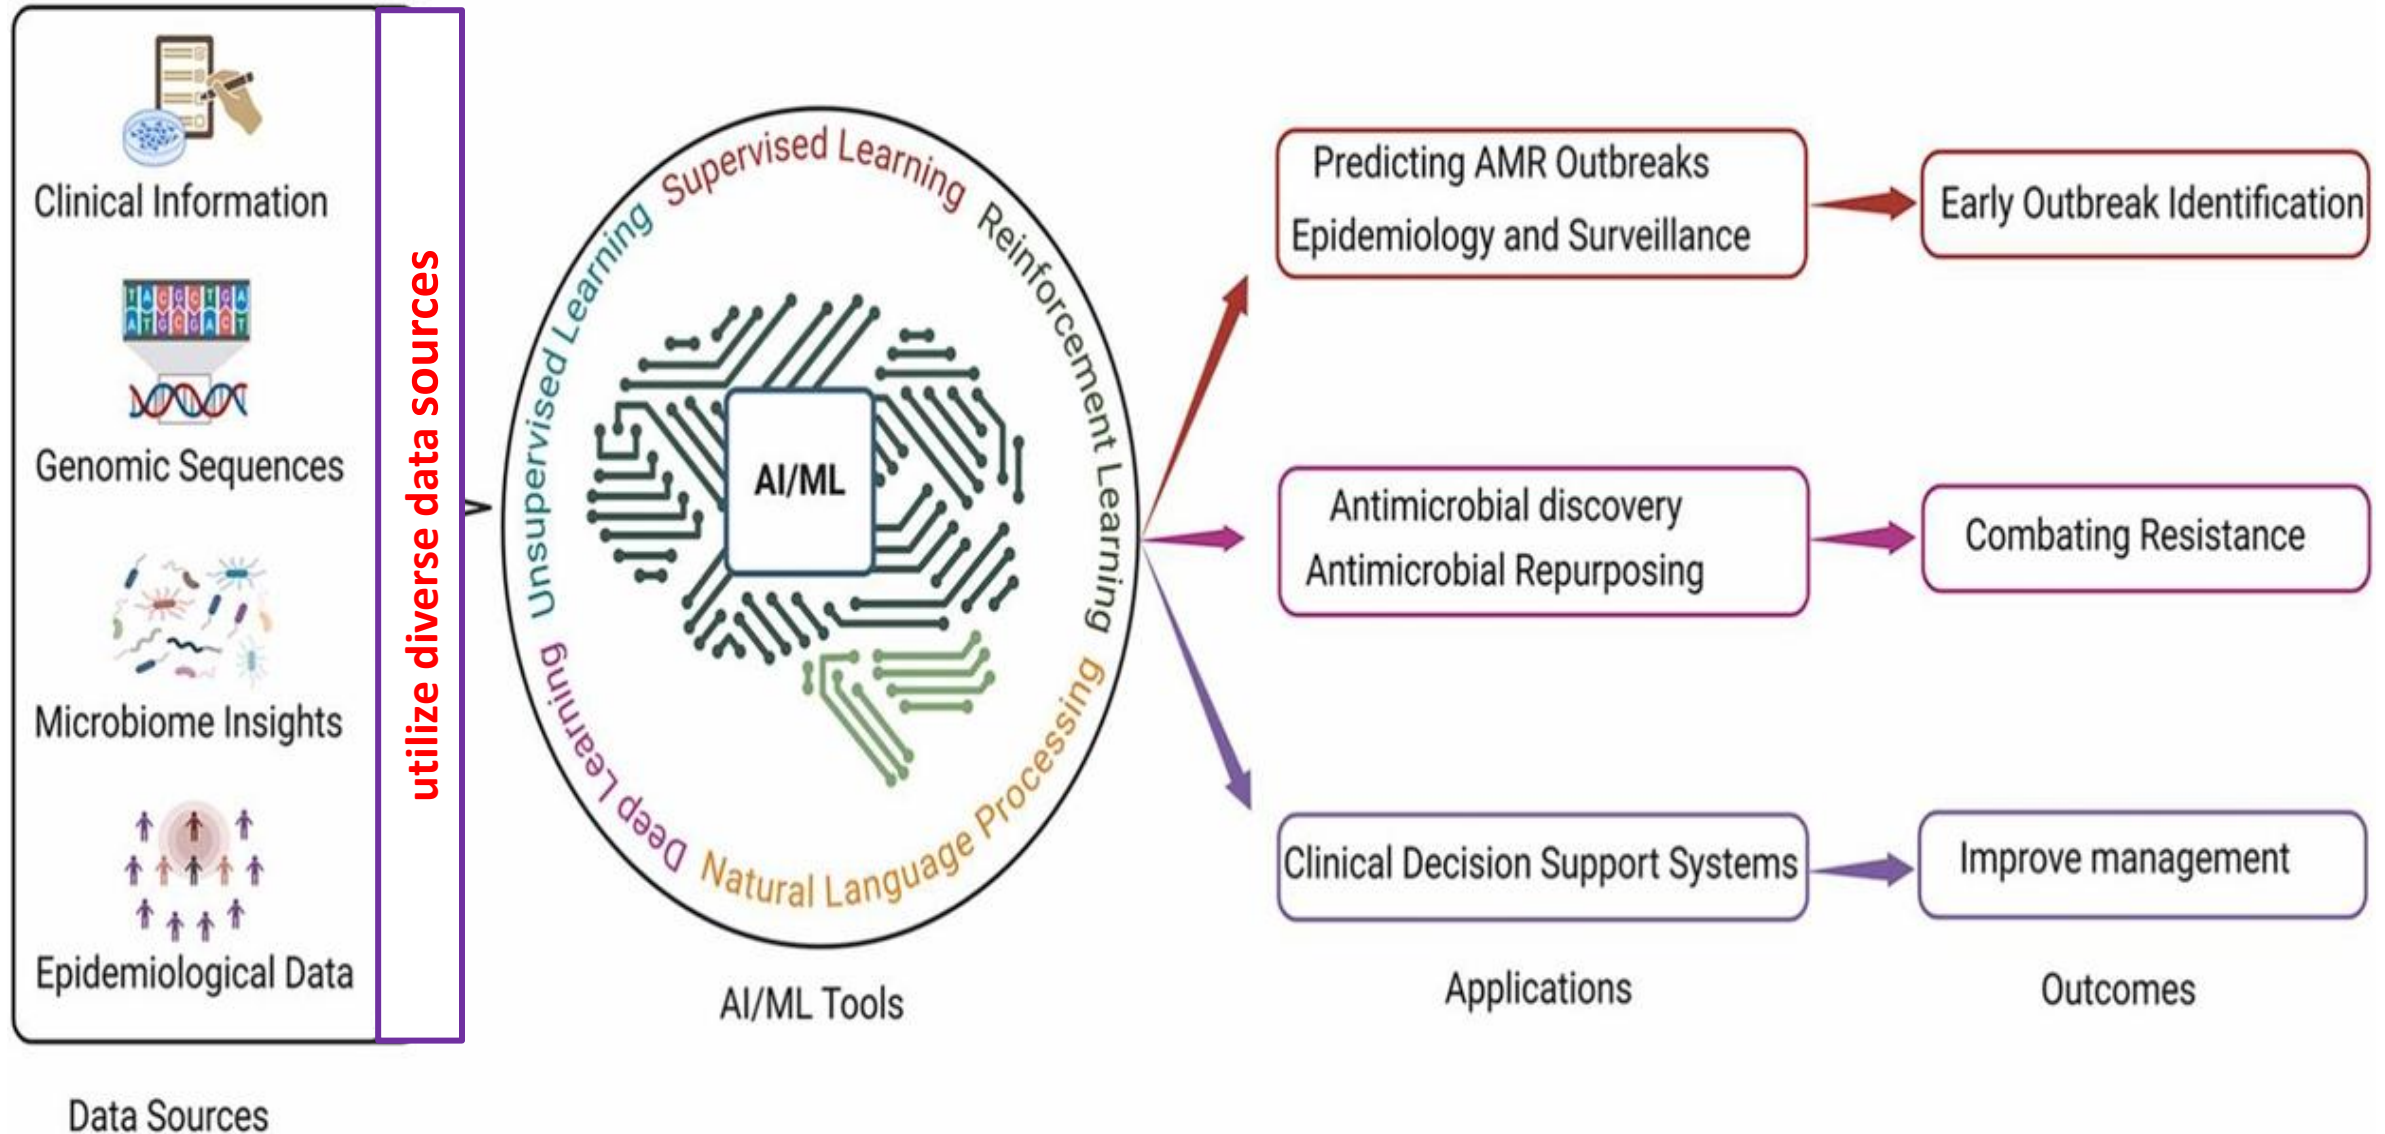 Clinical Information
T A C G C T G A
A T G C G A C T
Genomic Sequences
Microbiome Insights
Epidemiological Data
Data Sources
utilize diverse data sources
Supervised Learning
Reinforcement Learning
Natural Language Processing
Deep Learning
Unsupervised Learning
AI/ML
AI/ML Tools
Predicting AMR Outbreaks
Epidemiology and Surveillance
Antimicrobial discovery
Antimicrobial Repurposing
Clinical Decision Support Systems
Applications
Early Outbreak Identification
Combating Resistance
Improve management
Outcomes